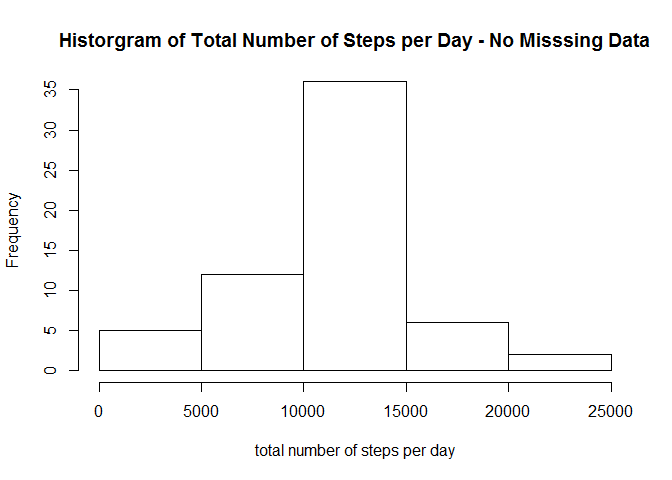 Historgram of Total Number of Steps per Day - No Misssing Data
35
30
25
20
15
10
5
0
Frequency
0 5000 10000 15000 20000 25000
total number of steps per day